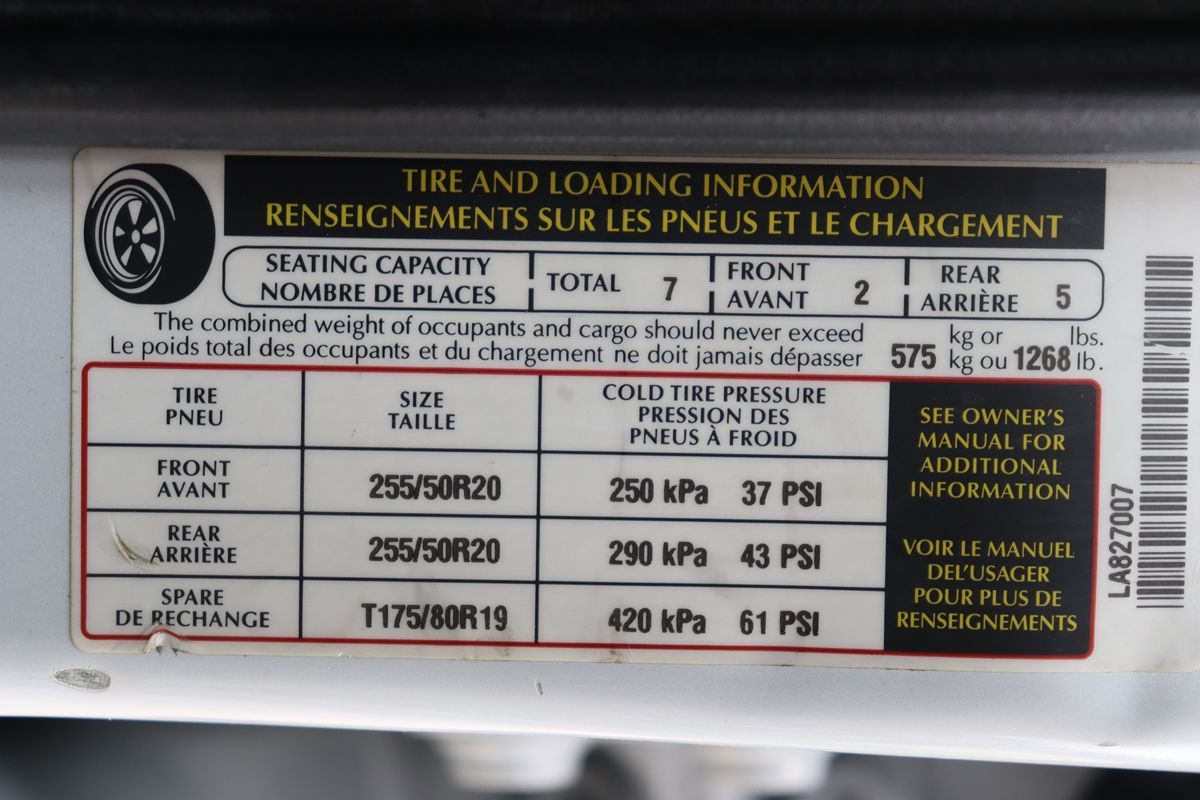 TIRE AND LOADING INFORMATION
RENSEIGNEMENTS SUR LES PNEUS ET LE CHARGEMENT
SEATING CAPACITY
NOMBRE DE PLACES
TOTAL 7
FRONT
AVANT 2
REAR
ARRIÈRE 5
The combined weight of occupants and cargo should never exceed
Le poids total des occupants et du chargement ne doit jamais dépasser
575 kg or 1268 lbs.
kg ou lb.
TIRE
PNEU
SIZE
TAILLE
COLD TIRE PRESSURE
PRESSION DES
PNEUS À FROID
FRONT
AVANT
255/50R20
250 kPa 37 PSI
REAR
ARRIÈRE
255/50R20
290 kPa 43 PSI
SPARE
DE RECHANGE
T175/80R19
420 kPa 61 PSI
SEE OWNER'S
MANUAL FOR
ADDITIONAL
INFORMATION
VOIR LE MANUEL
DEL'USAGER
POUR PLUS DE
RENSEIGNEMENTS
LA827007